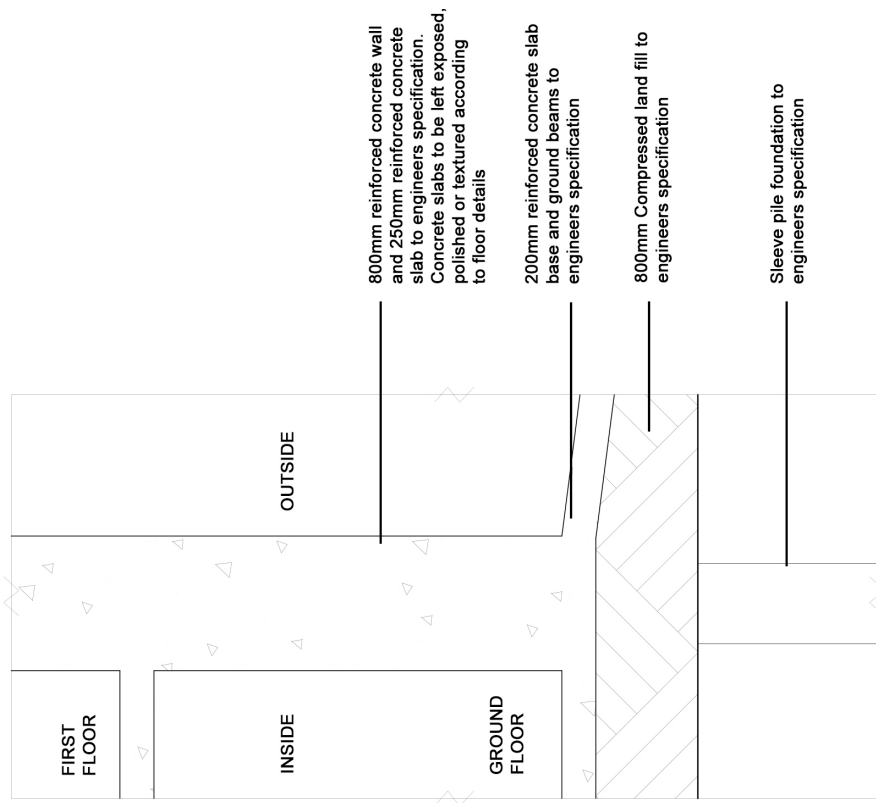 800mm reinforced concrete wall
and 250mm reinforced concrete
slab to engineers specification.
Concrete slabs to be left exposed,
polished or textured according
to floor details
200mm reinforced concrete slab
base and ground beams to
engineers specification
800mm Compressed land fill to
engineers specification
Sleeve pile foundation to
engineers specification
OUTSIDE
FIRST
FLOOR
INSIDE
GROUND
FLOOR